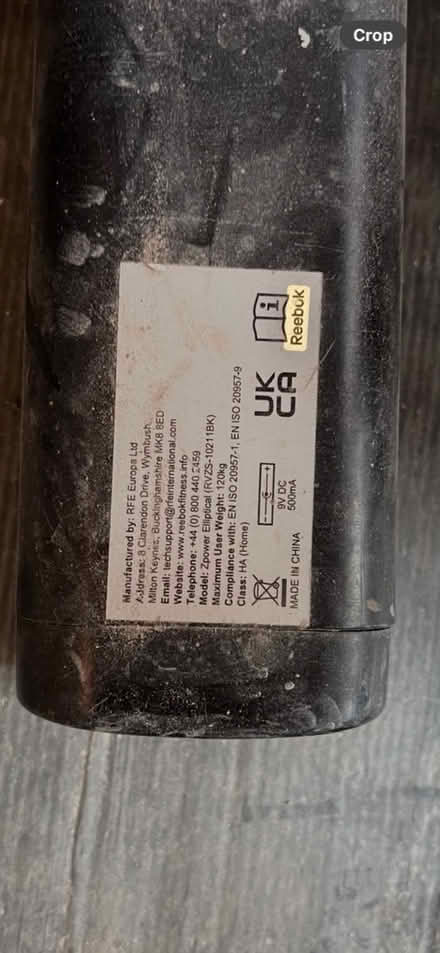 Crop
Manufactured by: RFE Europa Ltd
Address: 8 Clarendon Drive, Wymbush,
Milton Keynes, Buckinghamshire MK8 8ED
Email: techsupport@rfeinternational.com
Website: www.reebokfitness.info
Telephone: +44 (0) 800 440 2459
Model: Zpower Elliptical (RVZS-10211BK)
Maximum User Weight: 120kg
Compliance with: EN ISO 20957-1, EN ISO 20957-9
Class: HA (Home)
9V DC
500mA
UK
CA
Reebok
MADE IN CHINA